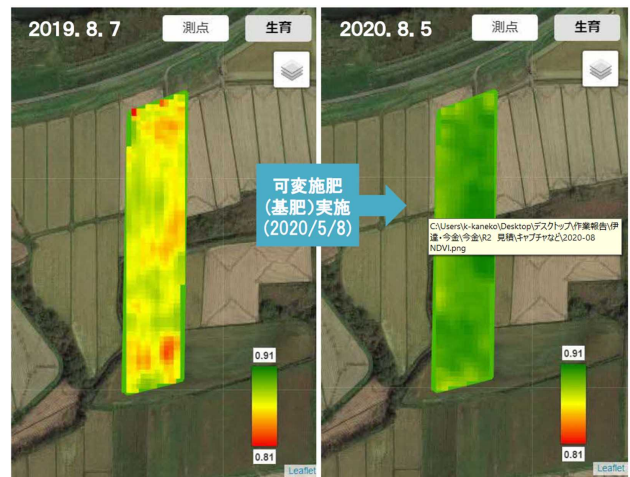 2019. 8. 7
測点
生育
可変施肥
(基肥)実施
(2020/5/8)
0.91
0.81
Leaflet
2020. 8. 5
測点
生育
C:\Users\k-kaneko\Desktop\デスクトップ\作業報告\伊
達・今金\今金\R2　見積\キャプチャなど\2020-08
NDVI.png
0.91
0.81
Leaflet